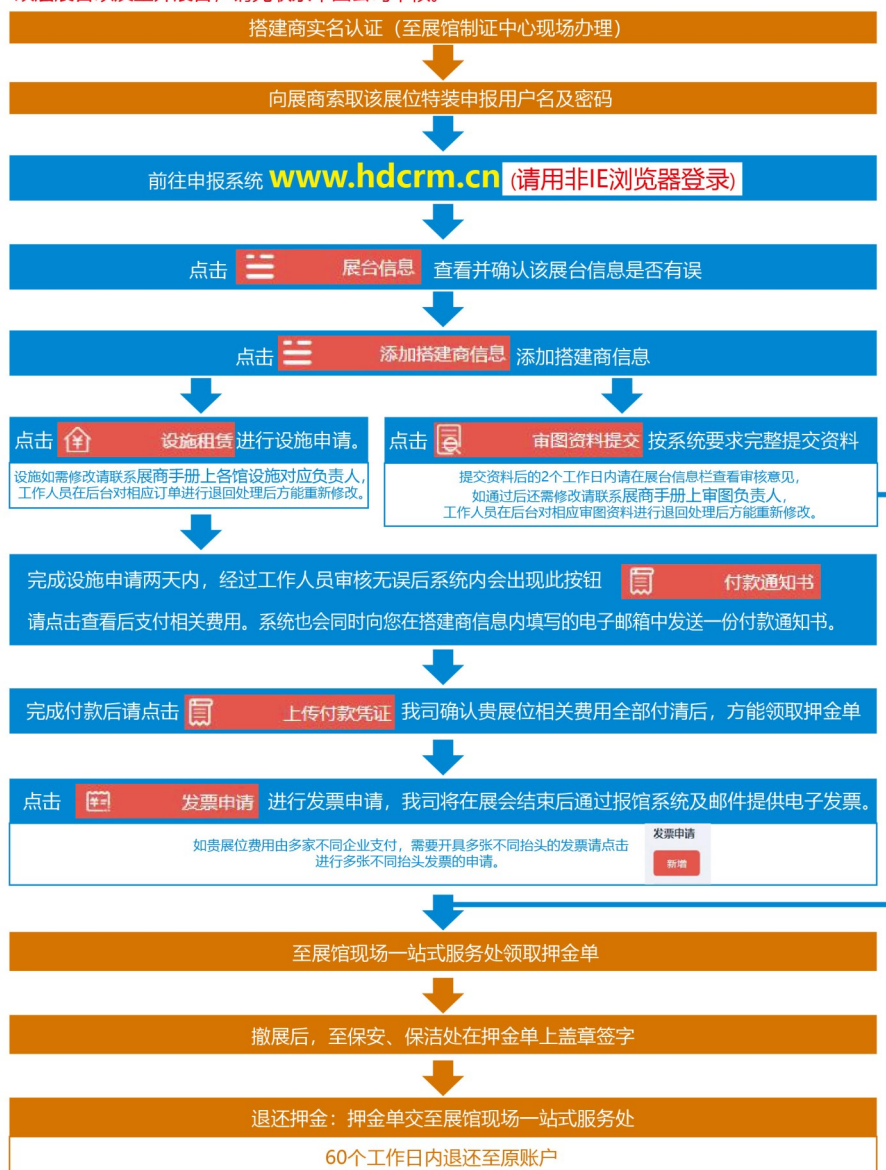 搭建商实名认证（至展馆制证中心现场办理）
向展商索取该展位特装申报用户名及密码
前往申报系统 www.hdcrm.cn (请用非IE浏览器登录)
点击 展台信息 查看并确认该展台信息是否有误
点击 添加搭建商信息 添加搭建商信息
点击 设施租赁 进行设施申请。
设施如需修改请联系展商手册上各馆设施对应负责人，
工作人员在后台对相应订单进行退回处理后方能重新修改。
点击 审图资料提交 按系统要求完整提交资料
提交资料后的2个工作日内请在展台信息栏查看审核意见，
如通过后还需修改请联系展商手册上审图负责人，
工作人员在后台对相应审图资料进行退回处理后方能重新修改。
完成设施申请两天内，经过工作人员审核无误后系统内会出现此按钮 付款通知书
请点击查看后支付相关费用。系统也会同时向您在搭建商信息内填写的电子邮箱中发送一份付款通知书。
完成付款后请点击 上传付款凭证 我司确认贵展位相关费用全部付清后，方能领取押金单
点击 发票申请 进行发票申请，我司将在展会结束后通过报馆系统及邮件提供电子发票。
如贵展位费用由多家不同企业支付，需要开具多张不同抬头的发票请点击
进行多张不同抬头发票的申请。
发票申请
新增
至展馆现场一站式服务处领取押金单
撤展后，至保安、保洁处在押金单上盖章签字
退还押金：押金单交至展馆现场一站式服务处
60个工作日内退还至原账户